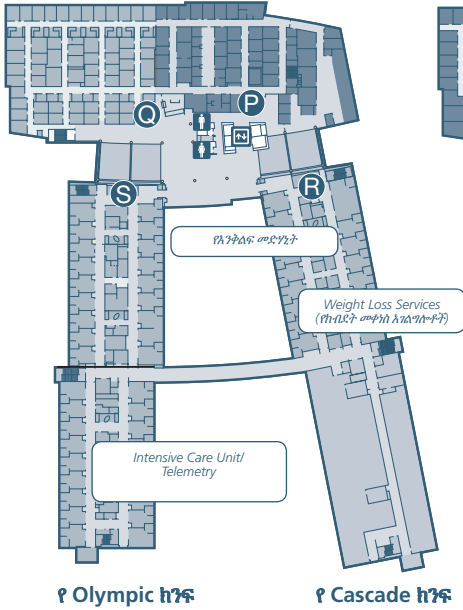 P
Q
R
S
የእንቅልፍ መድሃኒት
Weight Loss Services
(የክብደት መቀነስ አገልግሎቶች)
Intensive Care Unit/
Telemetry
የ Olympic ክንፍ
የ Cascade ክንፍ